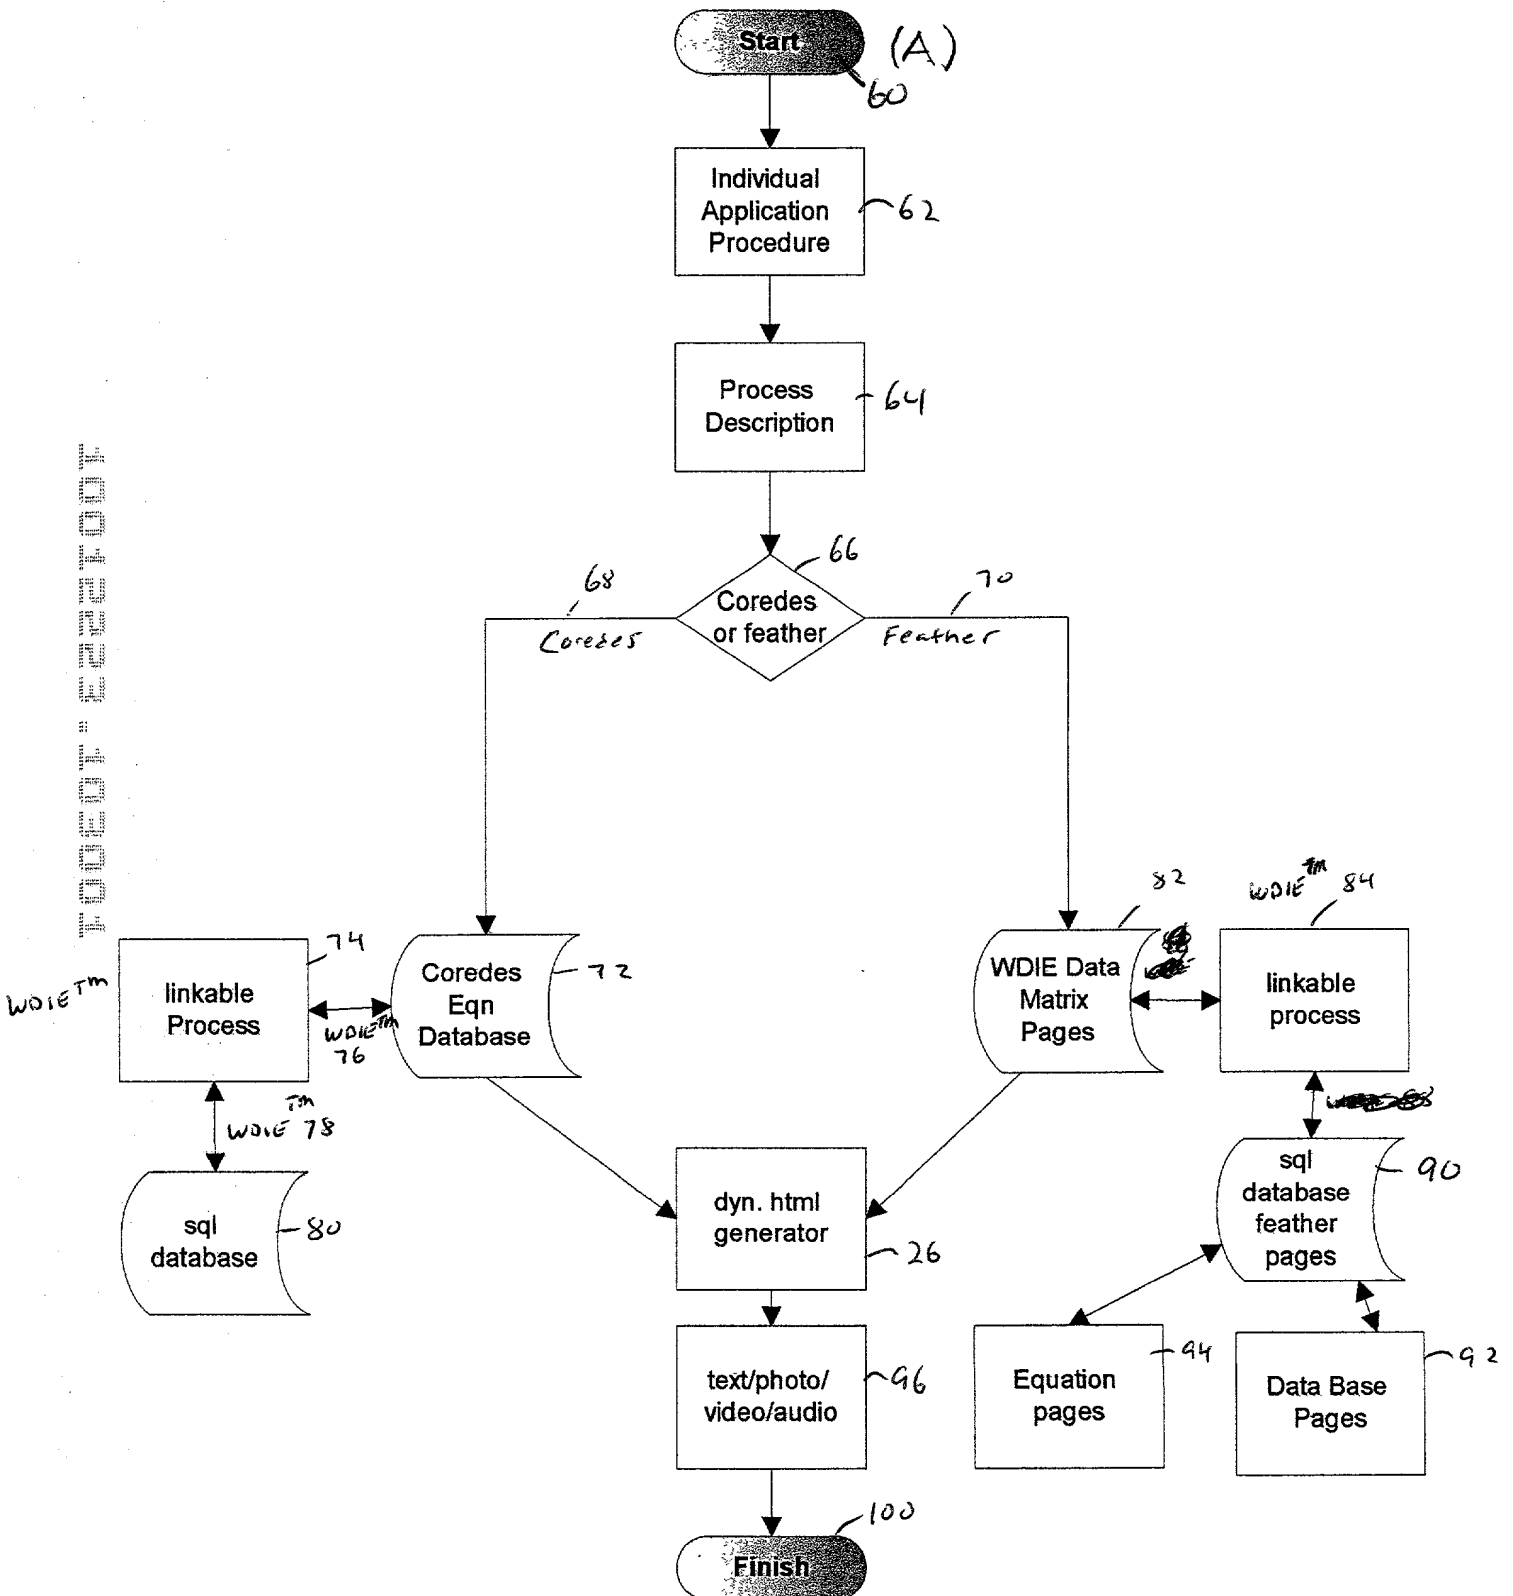 Start
(A)
60
Individual
Application
Procedure
62
Process
Description
64
66
68
70
Coredes
or feather
Coredes
Feather
82
WDIE™
84
74
WDIE™
linkable
Process
WDIE™
76
Coredes
Eqn
Database
72
WDIE Data
Matrix
Pages
linkable
process
WDIE™ 78
sql
database
80
dyn. html
generator
26
sql
database
feather
pages
90
text/photo/
video/audio
96
Equation
pages
94
Data Base
Pages
92
100
Finish